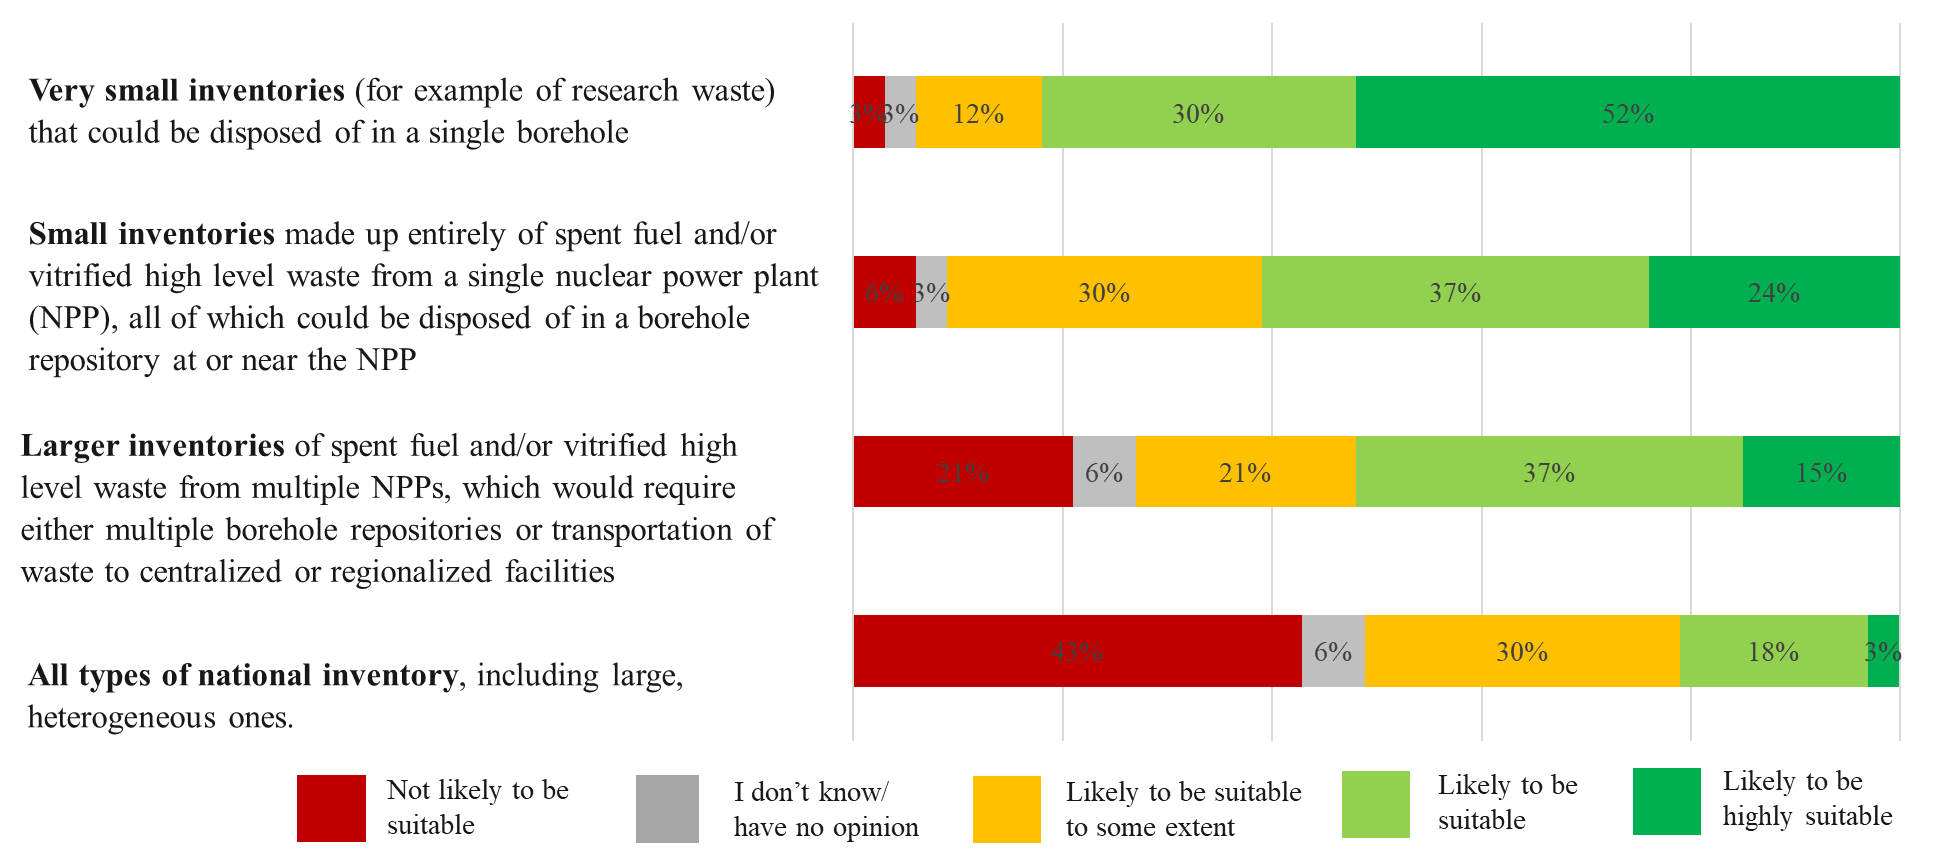 Very small inventories (for example of research waste)
that could be disposed of in a single borehole
3% 3% 12% 30% 52%
Small inventories made up entirely of spent fuel and/or
vitrified high level waste from a single nuclear power plant
(NPP), all of which could be disposed of in a borehole
repository at or near the NPP
6% 3% 30% 37% 24%
Larger inventories of spent fuel and/or vitrified high
level waste from multiple NPPs, which would require
either multiple borehole repositories or transportation of
waste to centralized or regionalized facilities
21% 6% 21% 37% 15%
All types of national inventory, including large,
heterogeneous ones.
43% 6% 30% 18% 3%
Not likely to be
suitable
I don’t know/
have no opinion
Likely to be suitable
to some extent
Likely to be
suitable
Likely to be
highly suitable